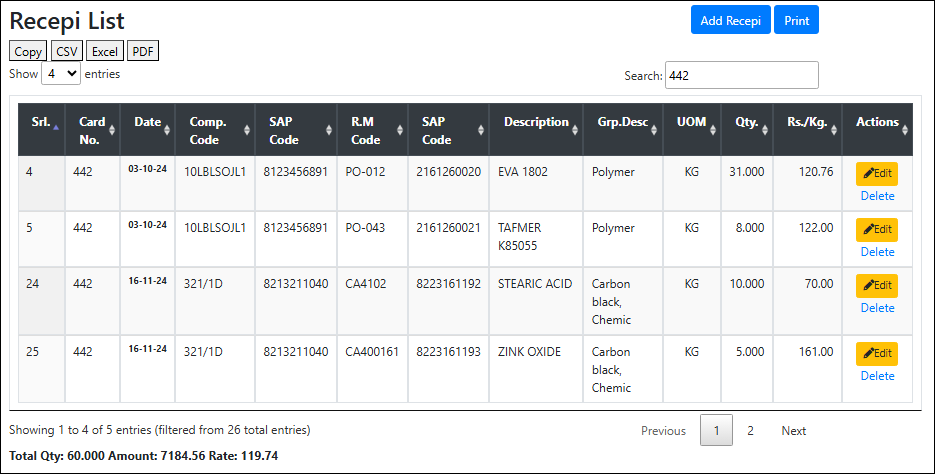 Recepi List
Add Recepi Print
Copy CSV Excel PDF
Show 4 entries
Search: 442
Srl. Card No. Date Comp. Code SAP Code R.M Code SAP Code Description Grp.Desc UOM Qty. Rs./Kg. Actions
4 442 03-10-24 10LBLSOJL1 8123456891 PO-012 2161260020 EVA 1802 Polymer KG 31.000 120.76 Edit
Delete
5 442 03-10-24 10LBLSOJL1 8123456891 PO-043 2161260021 TAFMER KG 8.000 122.00 Edit
K85055 Polymer Delete
24 442 16-11-24 321/1D 8213211040 CA4102 8223161192 STEARIC ACID Carbon KG 10.000 70.00 Edit
black, Delete
Chemic
25 442 16-11-24 321/1D 8213211040 CA400161 8223161193 ZINK OXIDE Carbon KG 5.000 161.00 Edit
black, Delete
Chemic
Showing 1 to 4 of 5 entries (filtered from 26 total entries)
Previous 1 2 Next
Total Qty: 60.000 Amount: 7184.56 Rate: 119.74